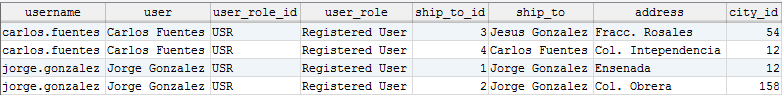 username user user_role_id user_role ship_to_id ship_to address city_id
carlos.fuentes Carlos Fuentes USR Registered User 3 Jesus Gonzalez Fracc. Rosales 54
carlos.fuentes Carlos Fuentes USR Registered User 4 Carlos Fuentes Col. Intependencia 12
jorge.gonzalez Jorge Gonzalez USR Registered User 1 Jorge Gonzalez Ensenada 12
jorge.gonzalez Jorge Gonzalez USR Registered User 2 Jorge Gonzalez Col. Obrera 158